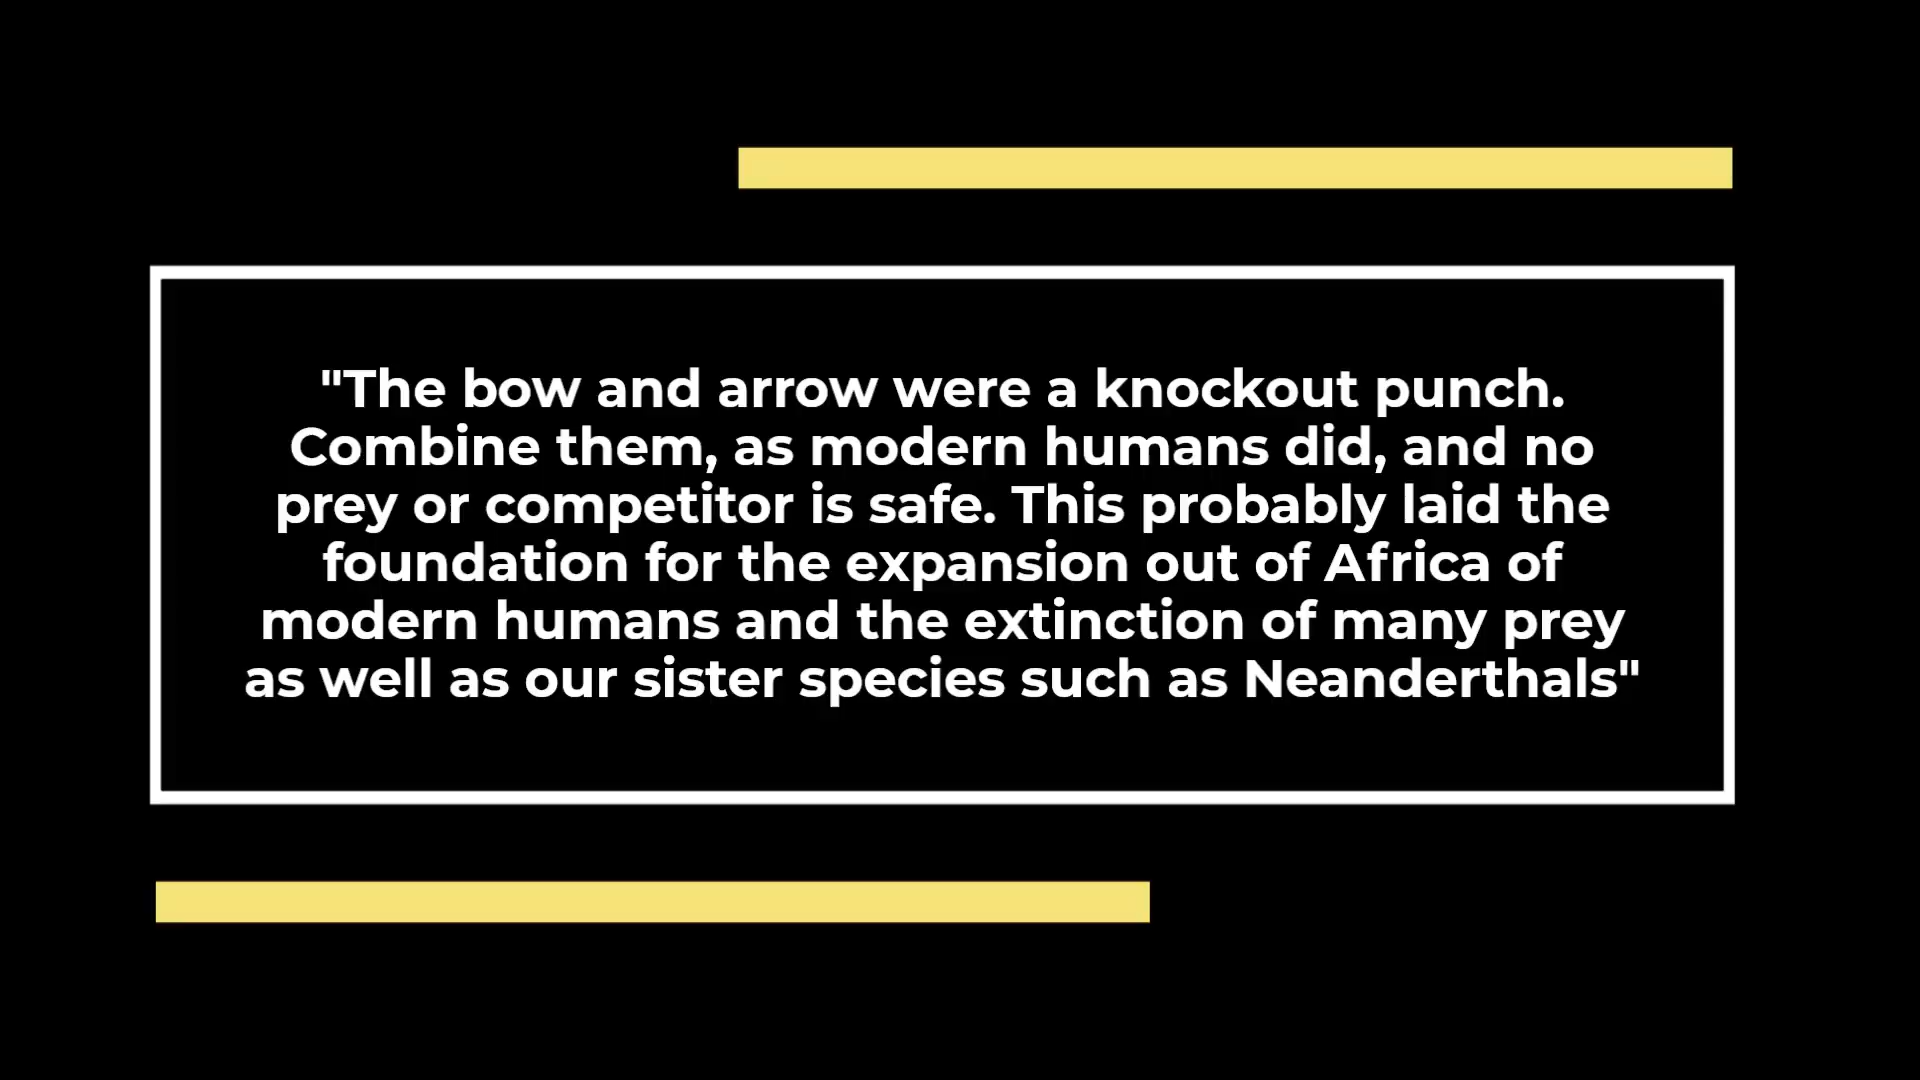 "The bow and arrow were a knockout punch.
Combine them, as modern humans did, and no
prey or competitor is safe. This probably laid the
foundation for the expansion out of Africa of
modern humans and the extinction of many prey
as well as our sister species such as Neanderthals"